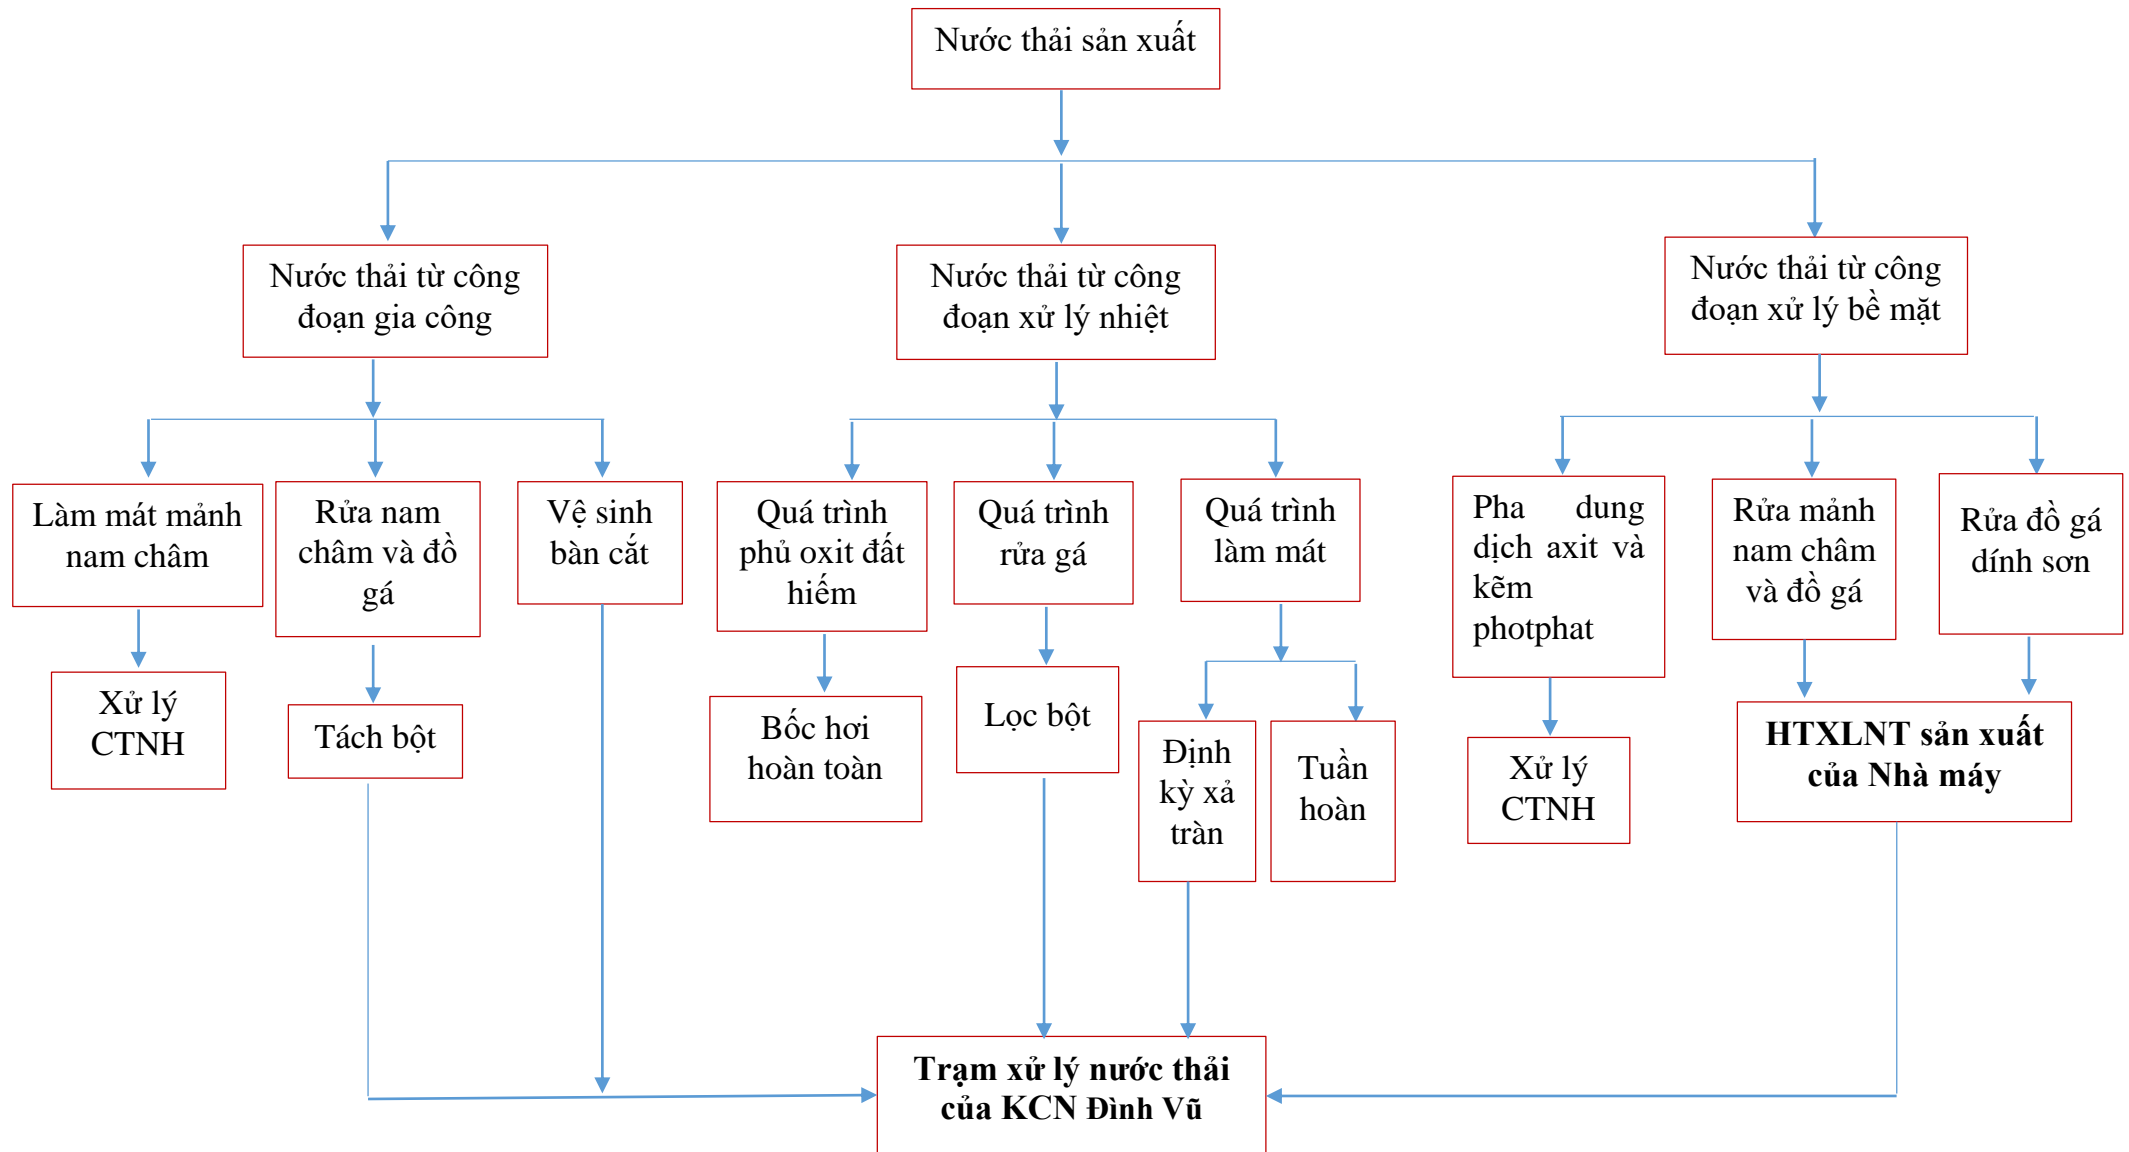 Nước thải sản xuất
Nước thải từ công
đoạn gia công
Nước thải từ công
đoạn xử lý nhiệt
Nước thải từ công
đoạn xử lý bề mặt
Làm mát mảnh
nam châm
Rửa nam
châm và đồ
gá
Vệ sinh
bàn cắt
Quá trình
phủ oxit đất
hiếm
Quá trình
rửa gá
Quá trình
làm mát
Pha dung
dịch axit và
kẽm
photphat
Rửa mảnh
nam châm
và đồ gá
Rửa đồ gá
dính sơn
Xử lý
CTNH
Tách bột
Bốc hơi
hoàn toàn
Lọc bột
Định
kỳ xả
tràn
Tuần
hoàn
Xử lý
CTNH
HTXLNT sản xuất
của Nhà máy
Trạm xử lý nước thải
của KCN Đình Vũ